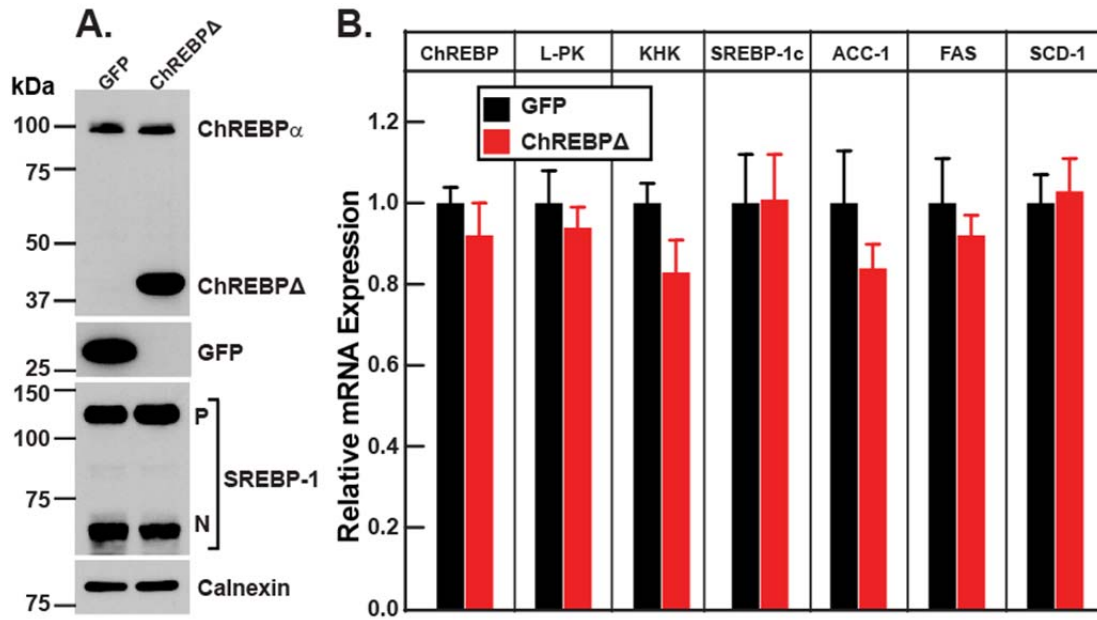 A.
GFP
ChREBPΔ
kDa
100
ChREBPα
75
50
ChREBPΔ
37
GFP
25
150
P
100
SREBP-1
75
N
Calnexin
75
B.
ChREBP L-PK KHK SREBP-1c ACC-1 FAS SCD-1
GFP
ChREBPΔ
Relative mRNA Expression
1.2
1.0
0.8
0.6
0.4
0.2
0.0